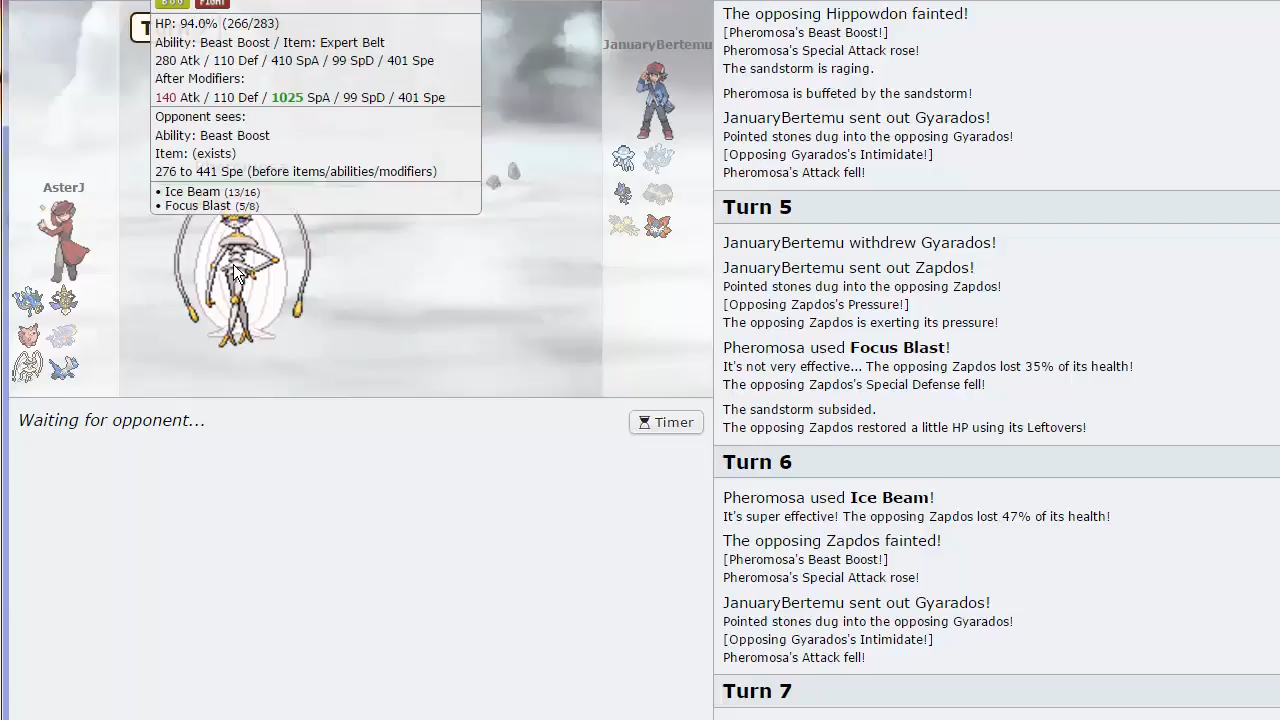 BUG FIGHT
T
HP: 94.0% (266/283)
Ability: Beast Boost / Item: Expert Belt
280 Atk / 110 Def / 410 SpA / 99 SpD / 401 Spe
After Modifiers:
140 Atk / 110 Def / 1025 SpA / 99 SpD / 401 Spe
Opponent sees:
Ability: Beast Boost
Item: (exists)
276 to 441 Spe (before items/abilities/modifiers)
• Ice Beam (13/16)
• Focus Blast (5/8)
JanuaryBertemu
AsterJ
Waiting for opponent...
Timer
The opposing Hippowdon fainted!
[Pheromosa's Beast Boost!]
Pheromosa's Special Attack rose!
The sandstorm is raging.
Pheromosa is buffeted by the sandstorm!
JanuaryBertemu sent out Gyarados!
Pointed stones dug into the opposing Gyarados!
[Opposing Gyarados's Intimidate!]
Pheromosa's Attack fell!
Turn 5
JanuaryBertemu withdrew Gyarados!
JanuaryBertemu sent out Zapdos!
Pointed stones dug into the opposing Zapdos!
[Opposing Zapdos's Pressure!]
The opposing Zapdos is exerting its pressure!
Pheromosa used Focus Blast!
It's not very effective... The opposing Zapdos lost 35% of its health!
The opposing Zapdos's Special Defense fell!
The sandstorm subsided.
The opposing Zapdos restored a little HP using its Leftovers!
Turn 6
Pheromosa used Ice Beam!
It's super effective! The opposing Zapdos lost 47% of its health!
The opposing Zapdos fainted!
[Pheromosa's Beast Boost!]
Pheromosa's Special Attack rose!
JanuaryBertemu sent out Gyarados!
Pointed stones dug into the opposing Gyarados!
[Opposing Gyarados's Intimidate!]
Pheromosa's Attack fell!
Turn 7